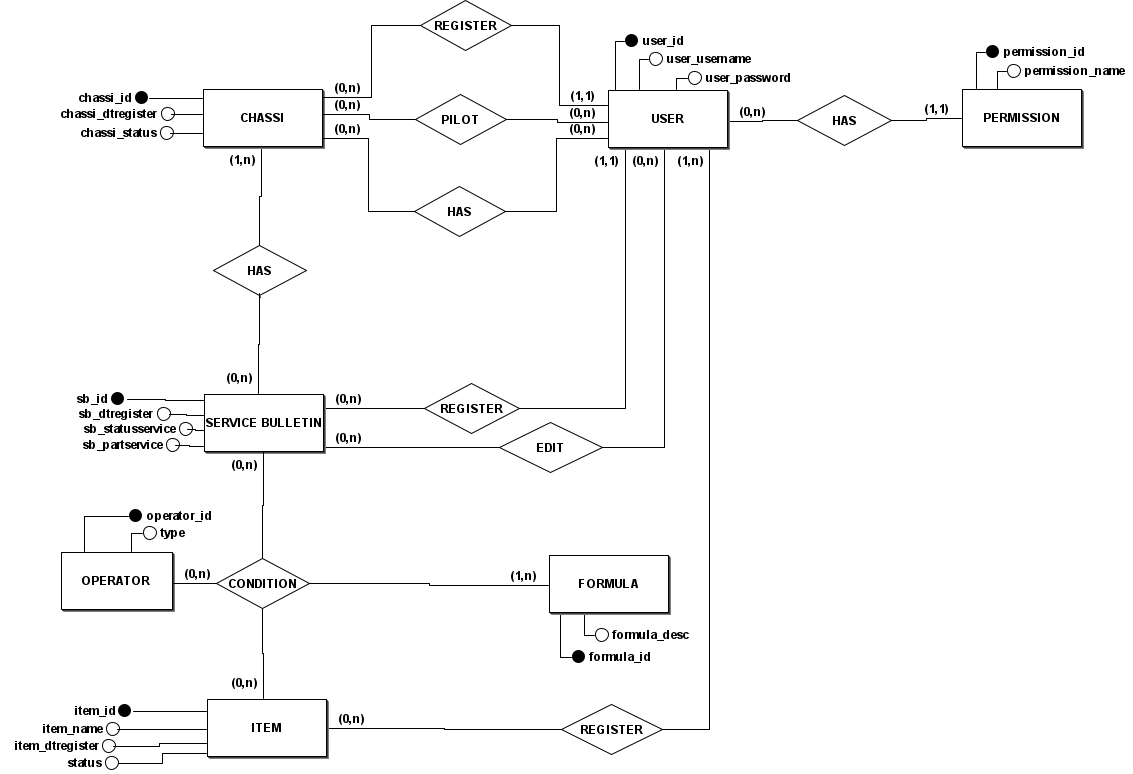 REGISTER
user_id
user_username
user_password
permission_id
permission_name
chassi_id
chassi_dtregister
chassi_status
CHASSI
(0,n)
(0,n)
(0,n)
PILOT
(1,1)
(0,n)
(0,n)
USER
(0,n)
HAS
(1,1)
PERMISSION
(1,n)
(1,1)
(0,n)
(1,n)
HAS
HAS
(0,n)
sb_id
sb_dtregister
sb_statusservice
sb_partservice
SERVICE BULLETIN
(0,n)
REGISTER
(0,n)
EDIT
(0,n)
operator_id
type
OPERATOR
(0,n)
CONDITION
(1,n)
FORMULA
formula_desc
formula_id
(0,n)
item_id
item_name
item_dtregister
status
ITEM
(0,n)
REGISTER